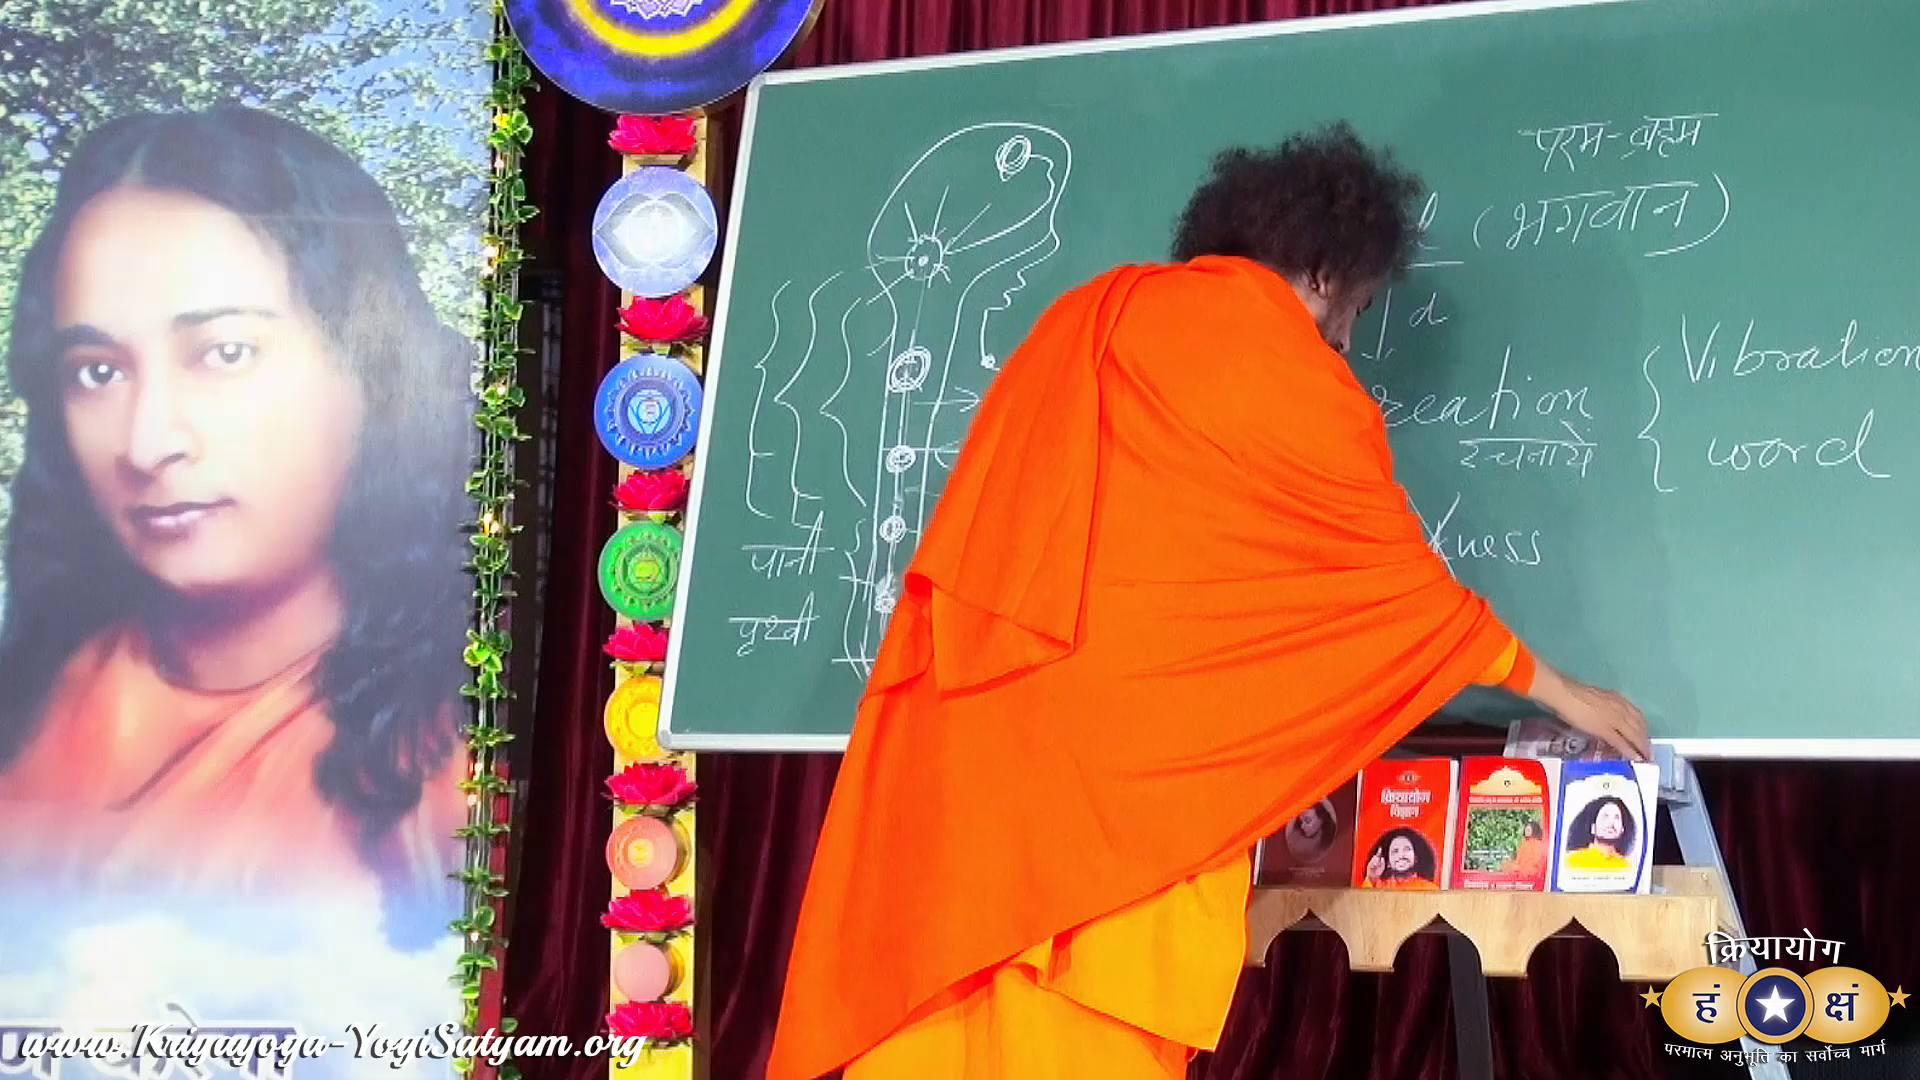 परम-ब्रह्म
(भगवान)
d
reation
रचनायें
{ Vibration
word
kness
पानी
पृथ्वी
क्रियायोग
विज्ञान
www.Kriyayoga-YogiSatyam.org
क्रियायोग
हं क्षं
परमात्म अनुभूति का सर्वोच्च मार्ग